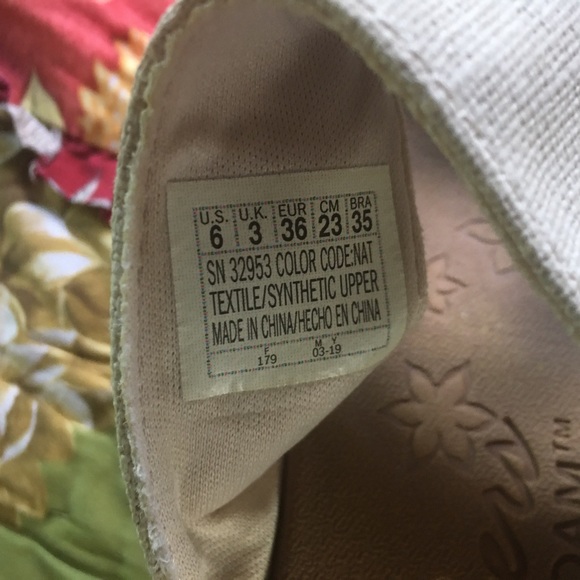 U.S. U.K. EUR CM BRA
6 3 36 23 35
SN 32953 COLOR CODE:NAT
TEXTILE/SYNTHETIC UPPER
MADE IN CHINA/HECHO EN CHINA
F M Y
179 03-19
OAM™